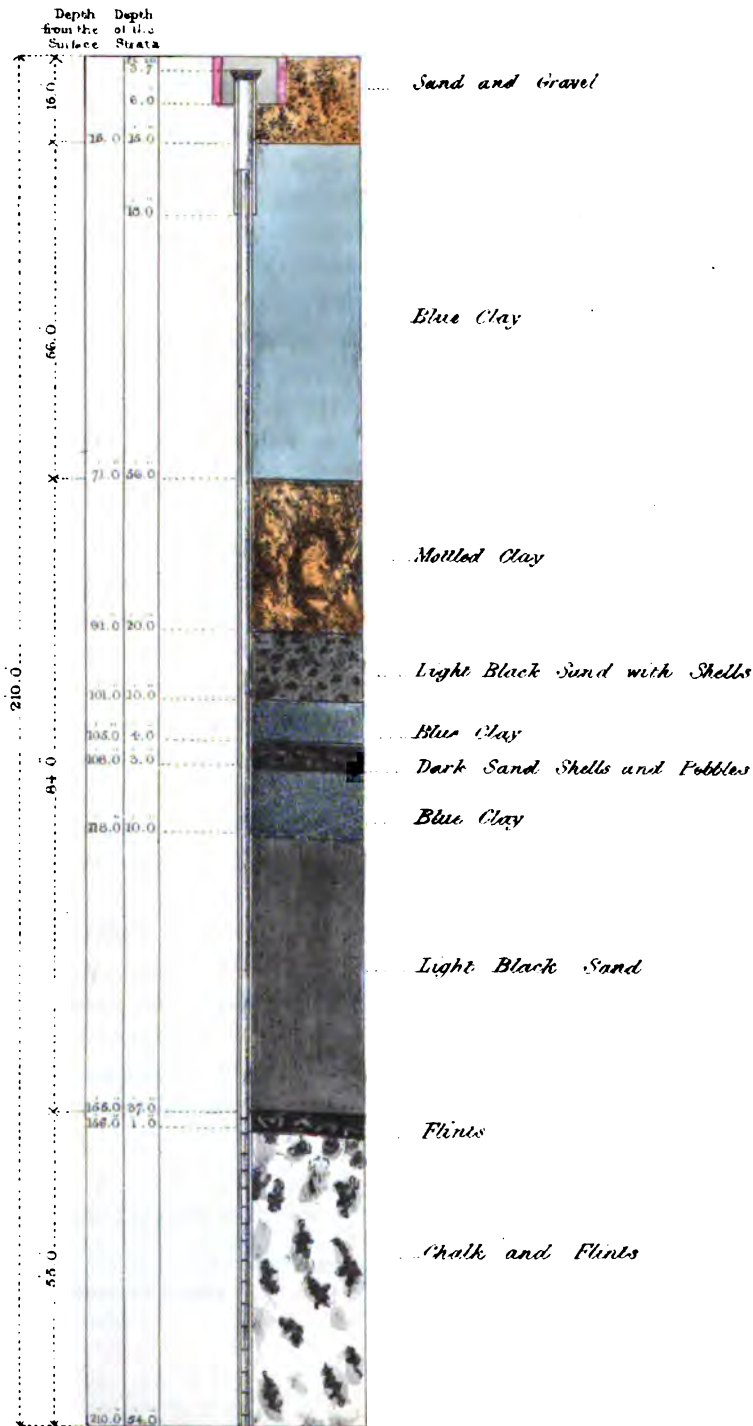 Depth from the Surface
Depth of the Strata
6.0
Sand and Gravel
15.0 15.0
Blue Clay
56.0
71.0 56.0
Mottled Clay
91.0 20.0
Light Black Sand with Shells
210.0
101.0 10.0
Blue Clay
105.0 4.0
84.0
108.0 3.0
Dark Sand Shells and Pebbles
Blue Clay
118.0 10.0
Light Black Sand
155.0 37.0
156.0 1.0
Flints
Chalk and Flints
55.0
210.0 54.0